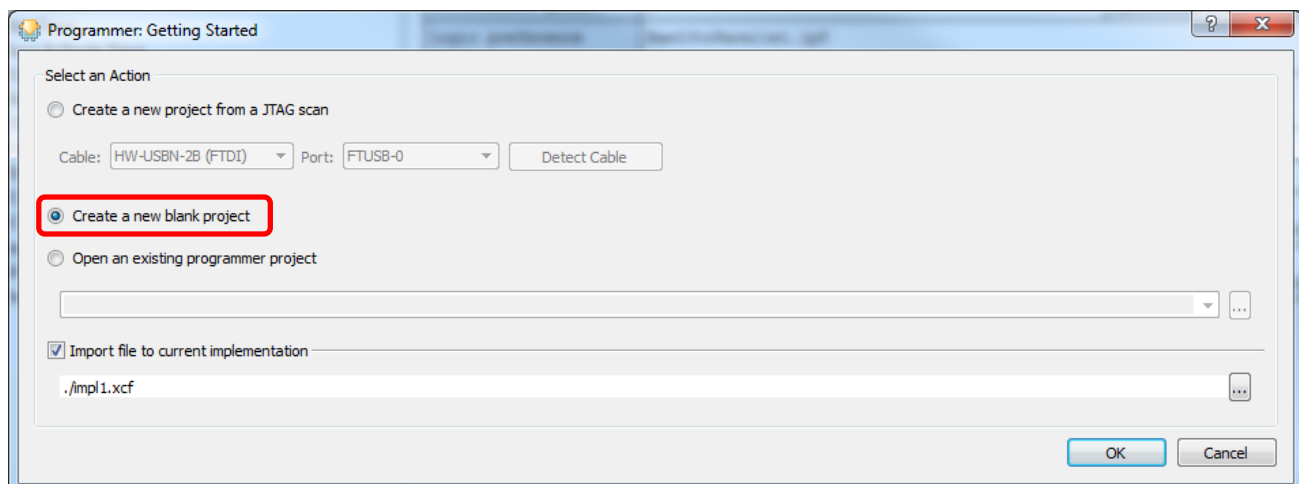 Programmer: Getting Started
Select an Action
Create a new project from a JTAG scan
Cable: HW-USBN-2B (FTDI) Port: FTUSB-0 Detect Cable
Create a new blank project
Open an existing programmer project
...
Import file to current implementation
./impl1.xcf ...
OK Cancel